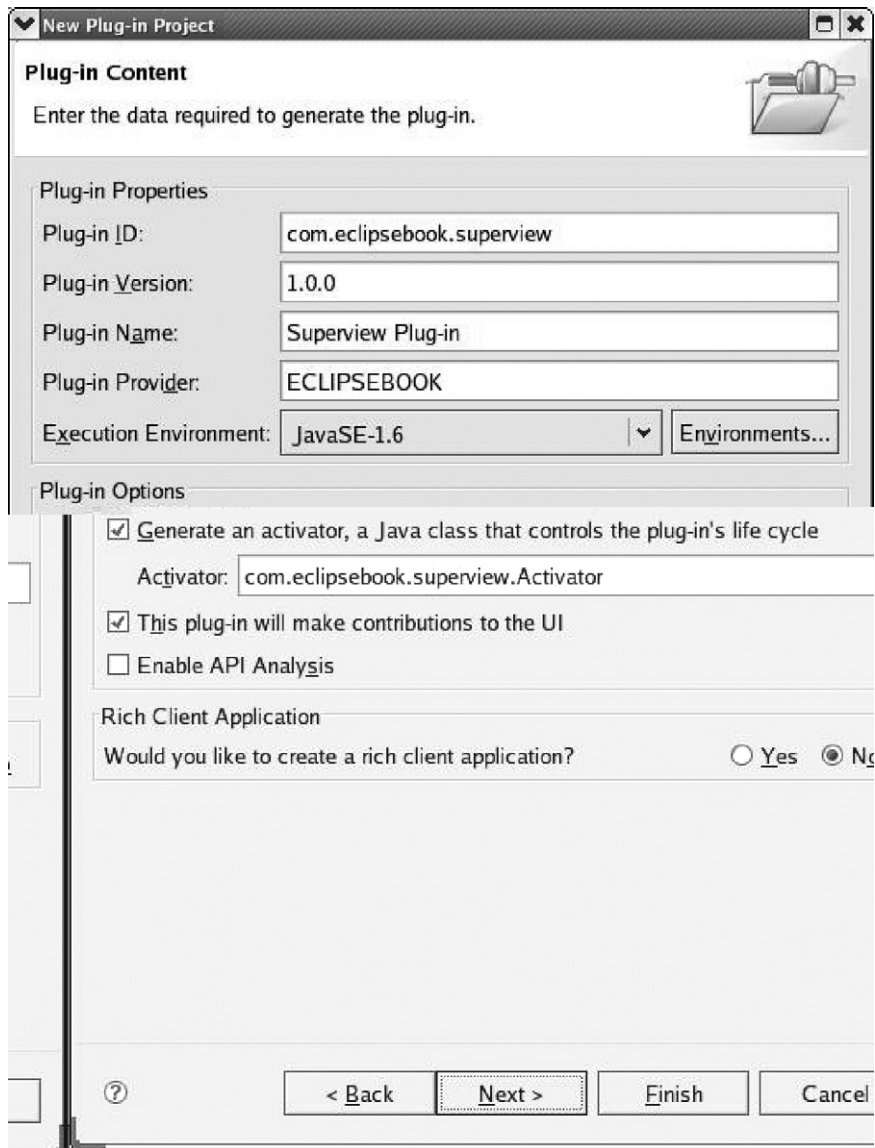 New Plug-in Project
Plug-in Content
Enter the data required to generate the plug-in.
Plug-in Properties
Plug-in ID: com.eclipsebook.superview
Plug-in Version: 1.0.0
Plug-in Name: Superview Plug-in
Plug-in Provider: ECLIPSEBOOK
Execution Environment: JavaSE-1.6 Environments...
Plug-in Options
Generate an activator, a Java class that controls the plug-in's life cycle
Activator: com.eclipsebook.superview.Activator
This plug-in will make contributions to the UI
Enable API Analysis
Rich Client Application
Would you like to create a rich client application? Yes No
? < Back Next > Finish Cancel